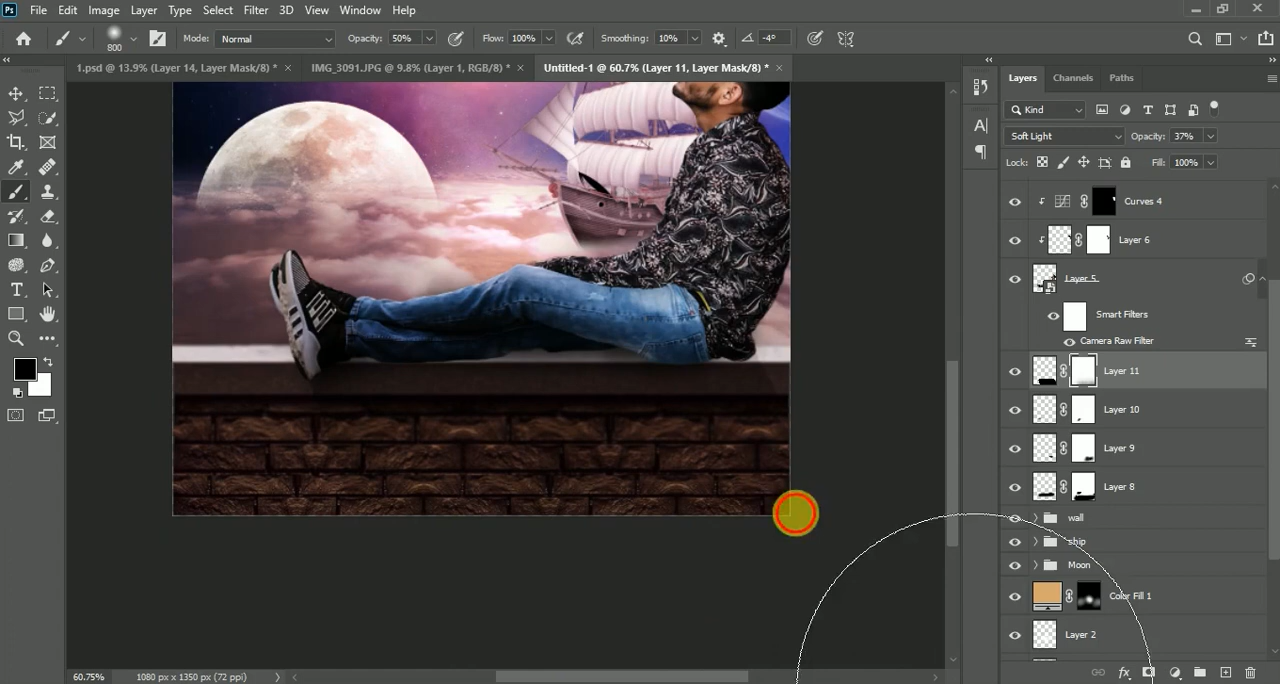 Ps File Edit Image Layer Type Select Filter 3D View Window Help
800 Mode: Normal Opacity: 50% Flow: 100% Smoothing: 10% -4°
1.psd @ 13.9% (Layer 14, Layer Mask/8) * × IMG_3091.JPG @ 9.8% (Layer 1, RGB/8) * × Untitled-1 @ 60.7% (Layer 11, Layer Mask/8) * ×
Layers Channels Paths
Kind
Soft Light Opacity: 37%
Lock: Fill: 100%
Curves 4
Layer 6
Layer 5
Smart Filters
Camera Raw Filter
Layer 11
Layer 10
Layer 9
Layer 8
wall
ship
Moon
Color Fill 1
Layer 2
60.75% 1080 px x 1350 px (72 ppi)